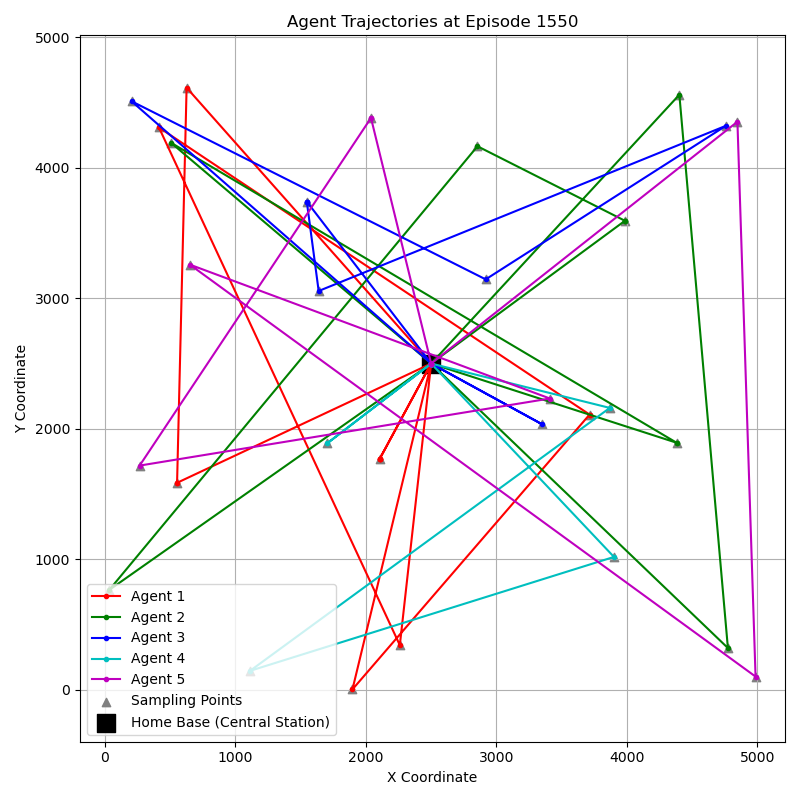 Agent Trajectories at Episode 1550
5000
4000
3000
2000
1000
0
Y Coordinate
0 1000 2000 3000 4000 5000
X Coordinate
Agent 1
Agent 2
Agent 3
Agent 4
Agent 5
Sampling Points
Home Base (Central Station)